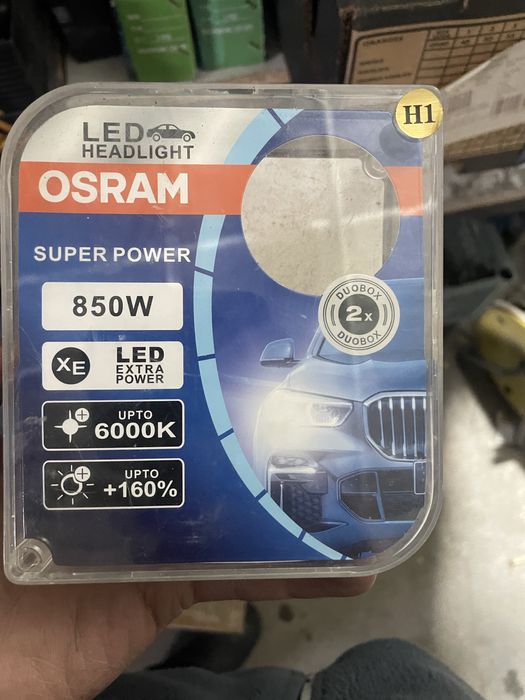 H1
LED
HEADLIGHT
OSRAM
SUPER POWER
850W
XE
LED
EXTRA
POWER
UPTO
6000K
UPTO
+160%
DUOBOX
2x
DUOBOX